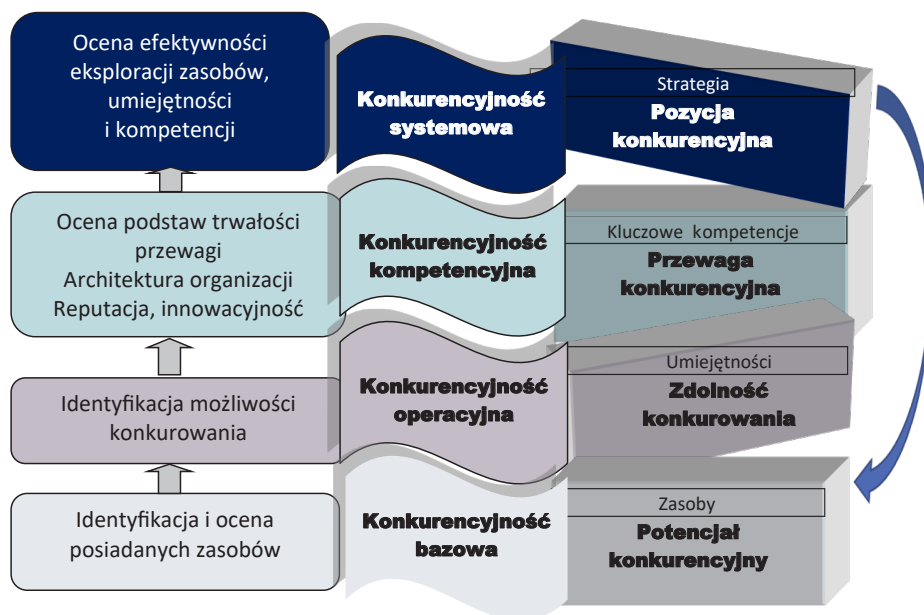 Ocena efektywności
eksploracji zasobów,
umiejętności
i kompetencji
Konkurencyjność
systemowa
Strategia
Pozycja
konkurencyjna
Ocena podstaw trwałości
przewagi
Architektura organizacji
Reputacja, innowacyjność
Konkurencyjność
kompetencyjna
Kluczowe kompetencje
Przewaga
konkurencyjna
Identyfikacja możliwości
konkurowania
Konkurencyjność
operacyjna
Umiejętności
Zdolność
konkurowania
Identyfikacja i ocena
posiadanych zasobów
Konkurencyjność
bazowa
Zasoby
Potencjał
konkurencyjny